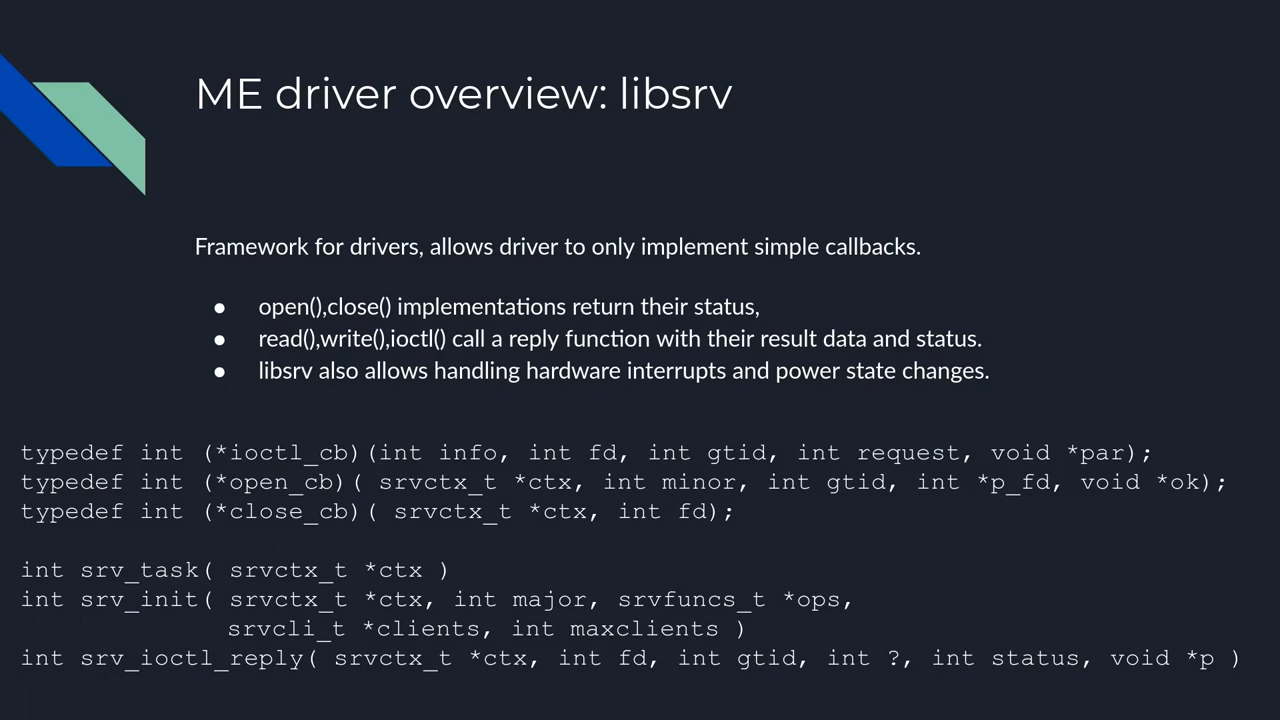 ME driver overview: libsrv
Framework for drivers, allows driver to only implement simple callbacks.
● open(),close() implementations return their status,
● read(),write(),ioctl() call a reply function with their result data and status.
● libsrv also allows handling hardware interrupts and power state changes.
typedef int (*ioctl_cb)(int info, int fd, int gtid, int request, void *par);
typedef int (*open_cb)( srvctx_t *ctx, int minor, int gtid, int *p_fd, void *ok);
typedef int (*close_cb)( srvctx_t *ctx, int fd);
int srv_task( srvctx_t *ctx )
int srv_init( srvctx_t *ctx, int major, srvfuncs_t *ops,
srvcli_t *clients, int maxclients )
int srv_ioctl_reply( srvctx_t *ctx, int fd, int gtid, int ?, int status, void *p )